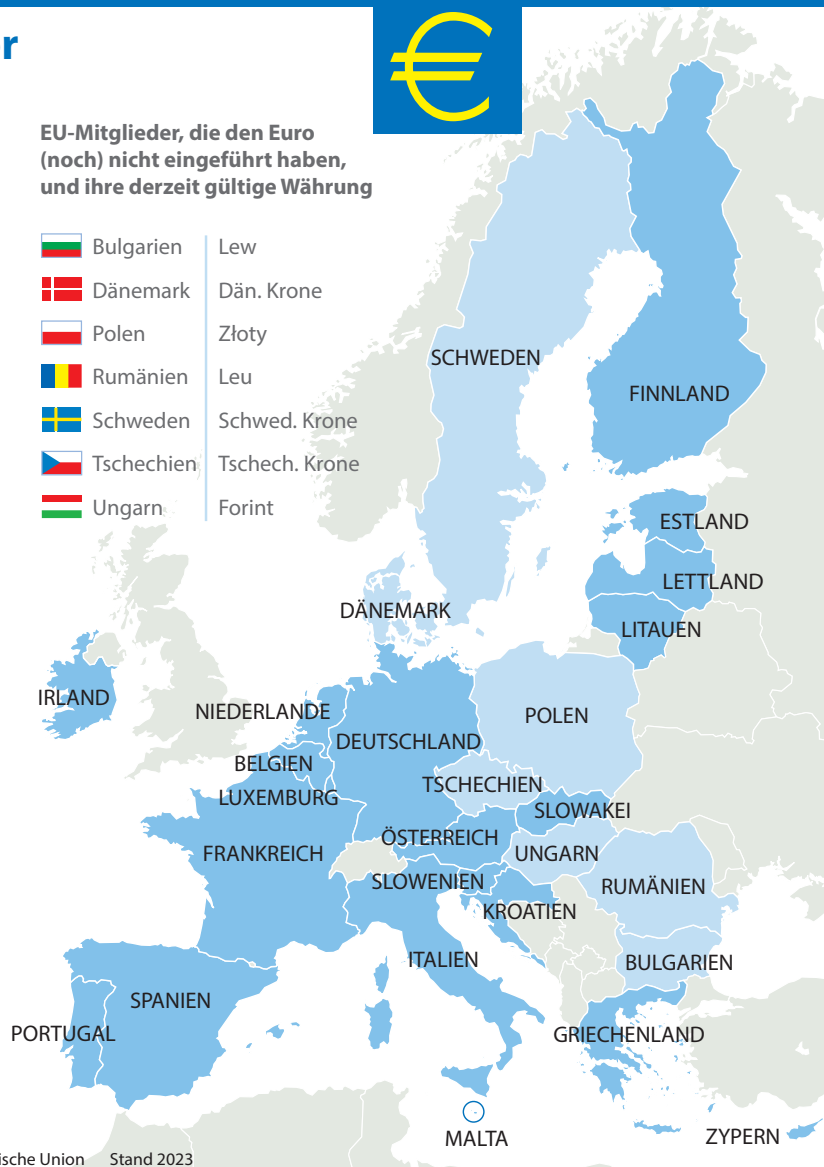 r
€
EU-Mitglieder, die den Euro
(noch) nicht eingeführt haben,
und ihre derzeit gültige Währung
Bulgarien Lew
Dänemark Dän. Krone
Polen Złoty
Rumänien Leu
Schweden Schwed. Krone
Tschechien Tschech. Krone
Ungarn Forint
SCHWEDEN
FINNLAND
ESTLAND
LETTLAND
DÄNEMARK
LITAUEN
IRLAND
NIEDERLANDE
POLEN
DEUTSCHLAND
BELGIEN
TSCHECHIEN
LUXEMBURG
SLOWAKEI
ÖSTERREICH
FRANKREICH
UNGARN
SLOWENIEN
RUMÄNIEN
KROATIEN
ITALIEN
BULGARIEN
SPANIEN
PORTUGAL
GRIECHENLAND
MALTA
ZYPERN
ische Union Stand 2023